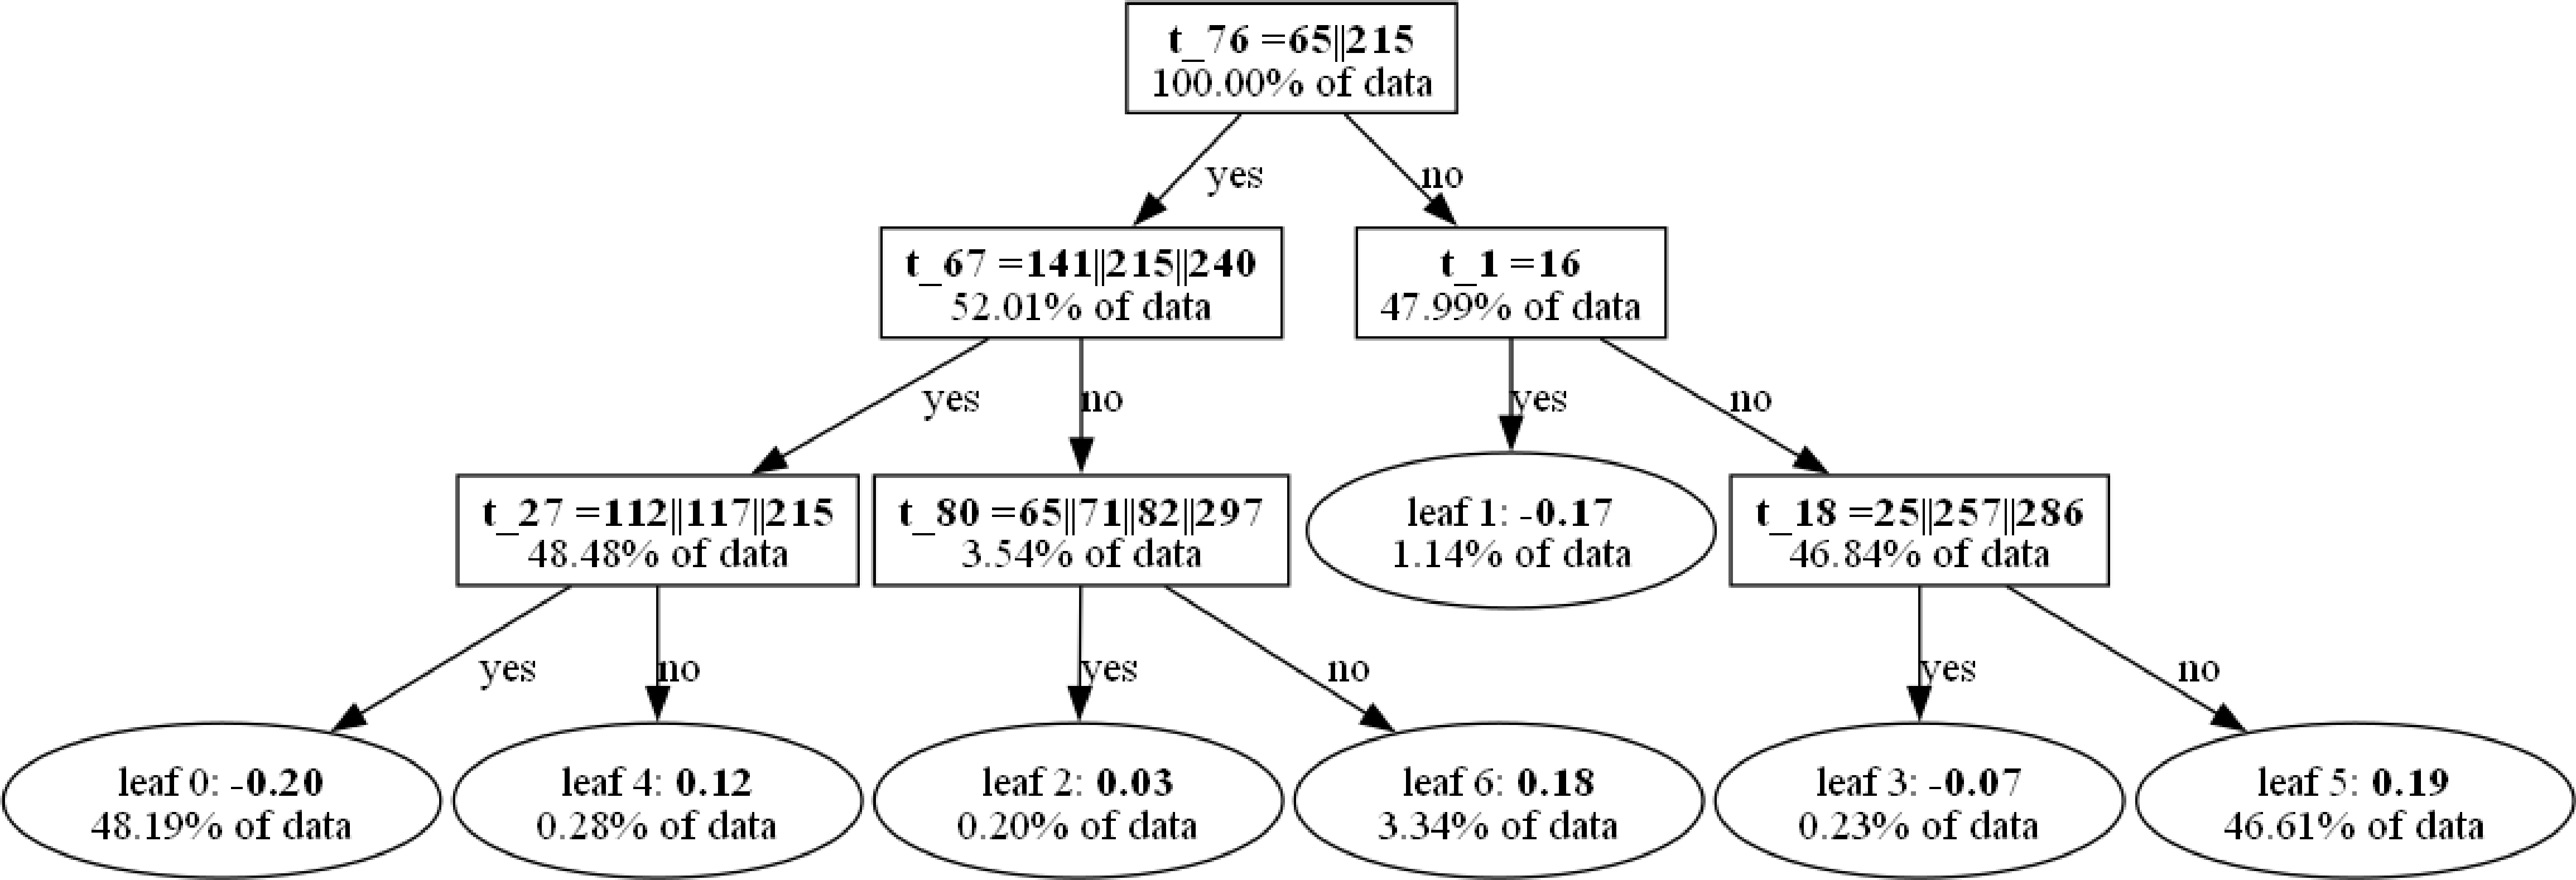 t_76 =65||215
100.00% of data
yes
no
t_67 =141||215||240
52.01% of data
t_1 =16
47.99% of data
yes
no
yes
no
t_27 =112||117||215
48.48% of data
t_80 =65||71||82||297
3.54% of data
leaf 1: -0.17
1.14% of data
t_18 =25||257||286
46.84% of data
yes
no
yes
no
yes
no
leaf 0: -0.20
48.19% of data
leaf 4: 0.12
0.28% of data
leaf 2: 0.03
0.20% of data
leaf 6: 0.18
3.34% of data
leaf 3: -0.07
0.23% of data
leaf 5: 0.19
46.61% of data